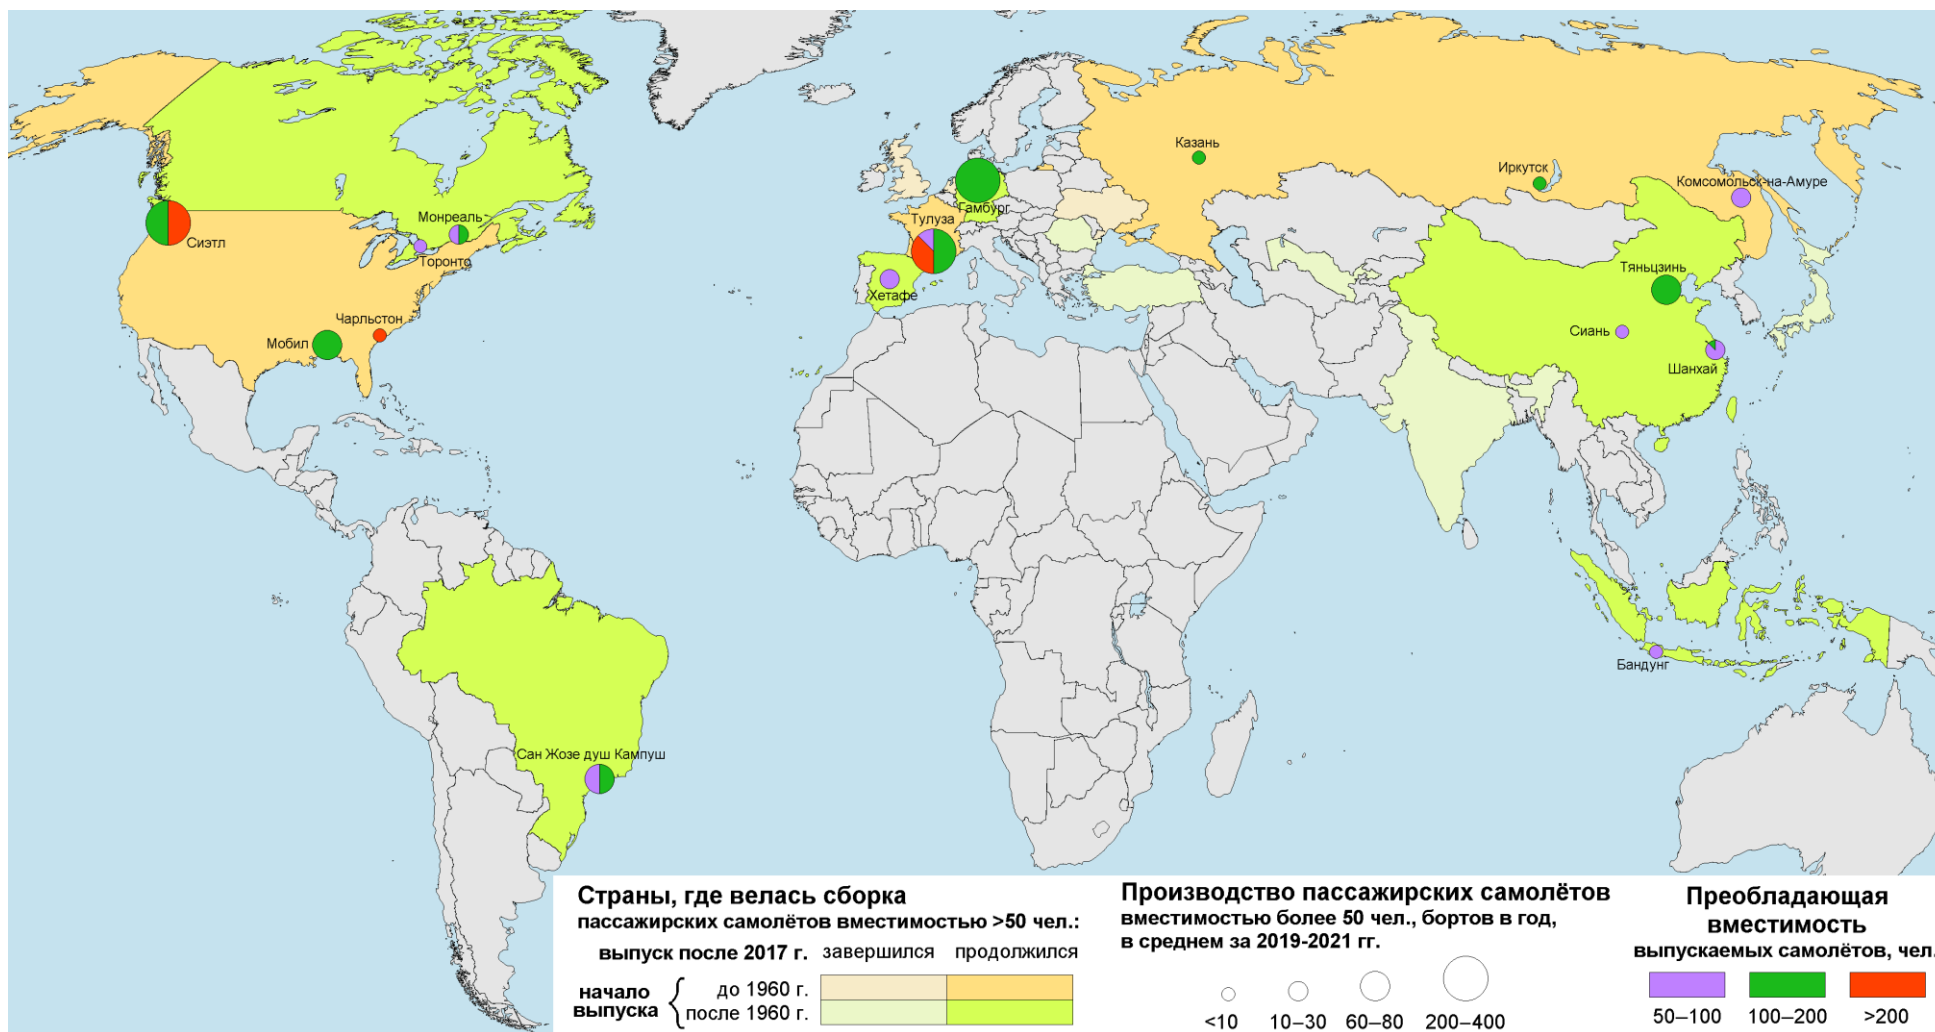 Казань
Иркутск
Комсомольск-на-Амуре
Монреаль
Гамбург
Тулуза
Сиэтл
Торонто
Тяньцзинь
Хетафе
Чарльстон
Мобил
Сиань
Шанхай
Бандунг
Сан Жозе душ Кампуш
Страны, где велась сборка
пассажирских самолётов вместимостью >50 чел.:
выпуск после 2017 г. завершился продолжился
начало
выпуска
до 1960 г.
после 1960 г.
Производство пассажирских самолётов
вместимостью более 50 чел., бортов в год,
в среднем за 2019-2021 гг.
<10 10–30 60–80 200–400
Преобладающая
вместимость
выпускаемых самолётов, чел.
50–100 100–200 >200